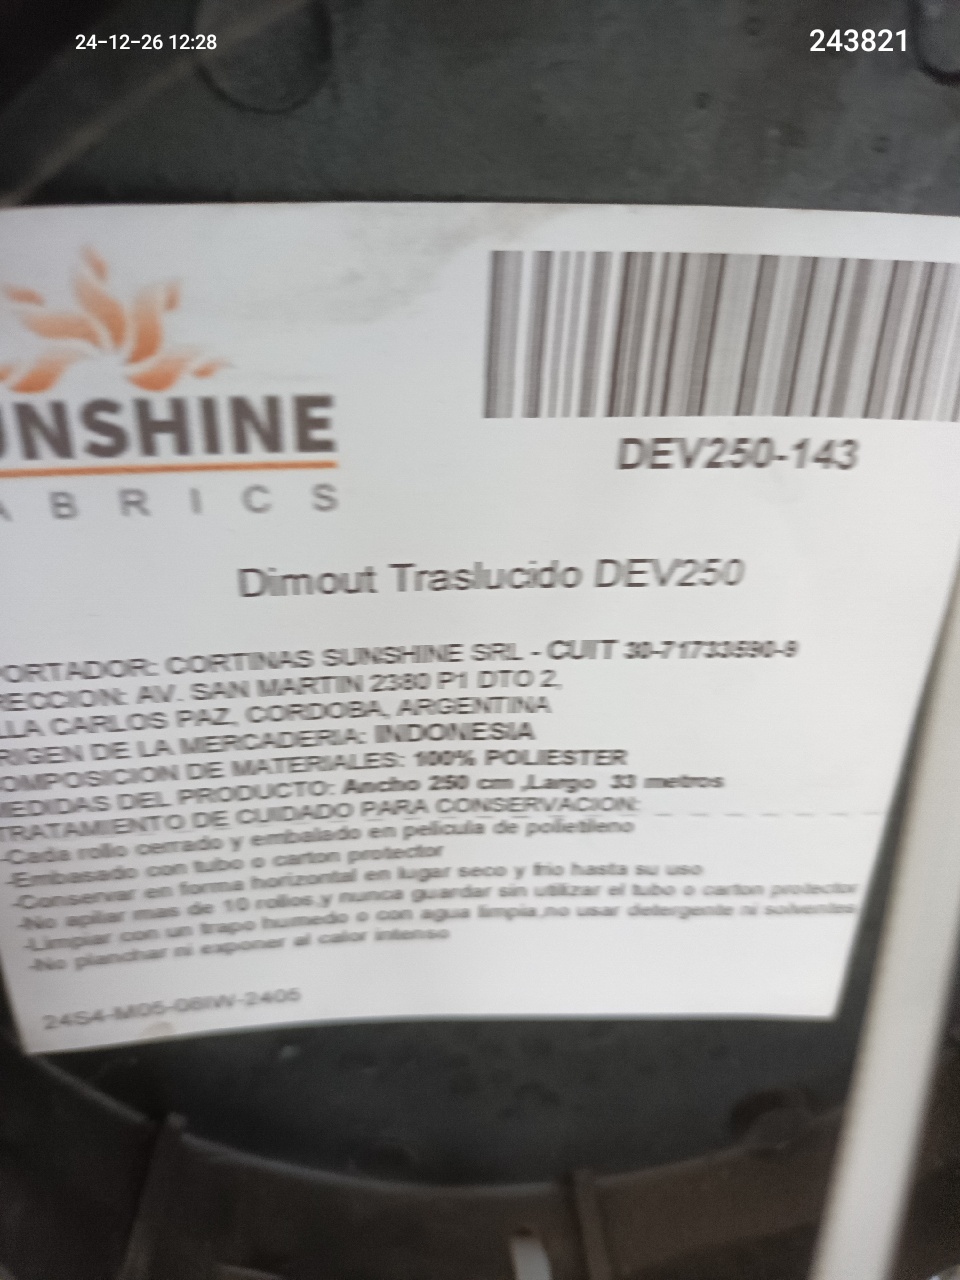 24-12-26 12:28
243821
UNSHINE
ABRICS
DEV250-143
Dimout Traslucido DEV250
PORTADOR: CORTINAS SUNSHINE SRL - CUIT 30-71733590-9
RECCION: AV. SAN MARTIN 2380 P1 DTO 2,
LLA CARLOS PAZ, CORDOBA, ARGENTINA
RIGEN DE LA MERCADERIA: INDONESIA
OMPOSICION DE MATERIALES: 100% POLIESTER
MEDIDAS DEL PRODUCTO: Ancho 250 cm ,Largo 33 metros
TRATAMIENTO DE CUIDADO PARA CONSERVACION:
-Cada rollo cerrado y embalado en pelicula de polietileno
-Embasado con tubo o carton protector
-Conservar en forma horizontal en lugar seco y frio hasta su uso
-No apilar mas de 10 rollos,y nunca guardar sin utilizar el tubo o carton protector
-Limpiar con un trapo humedo o con agua limpia,no usar detergente ni solventes
-No planchar ni exponer al calor intenso
24S4-M05-08IW-2405